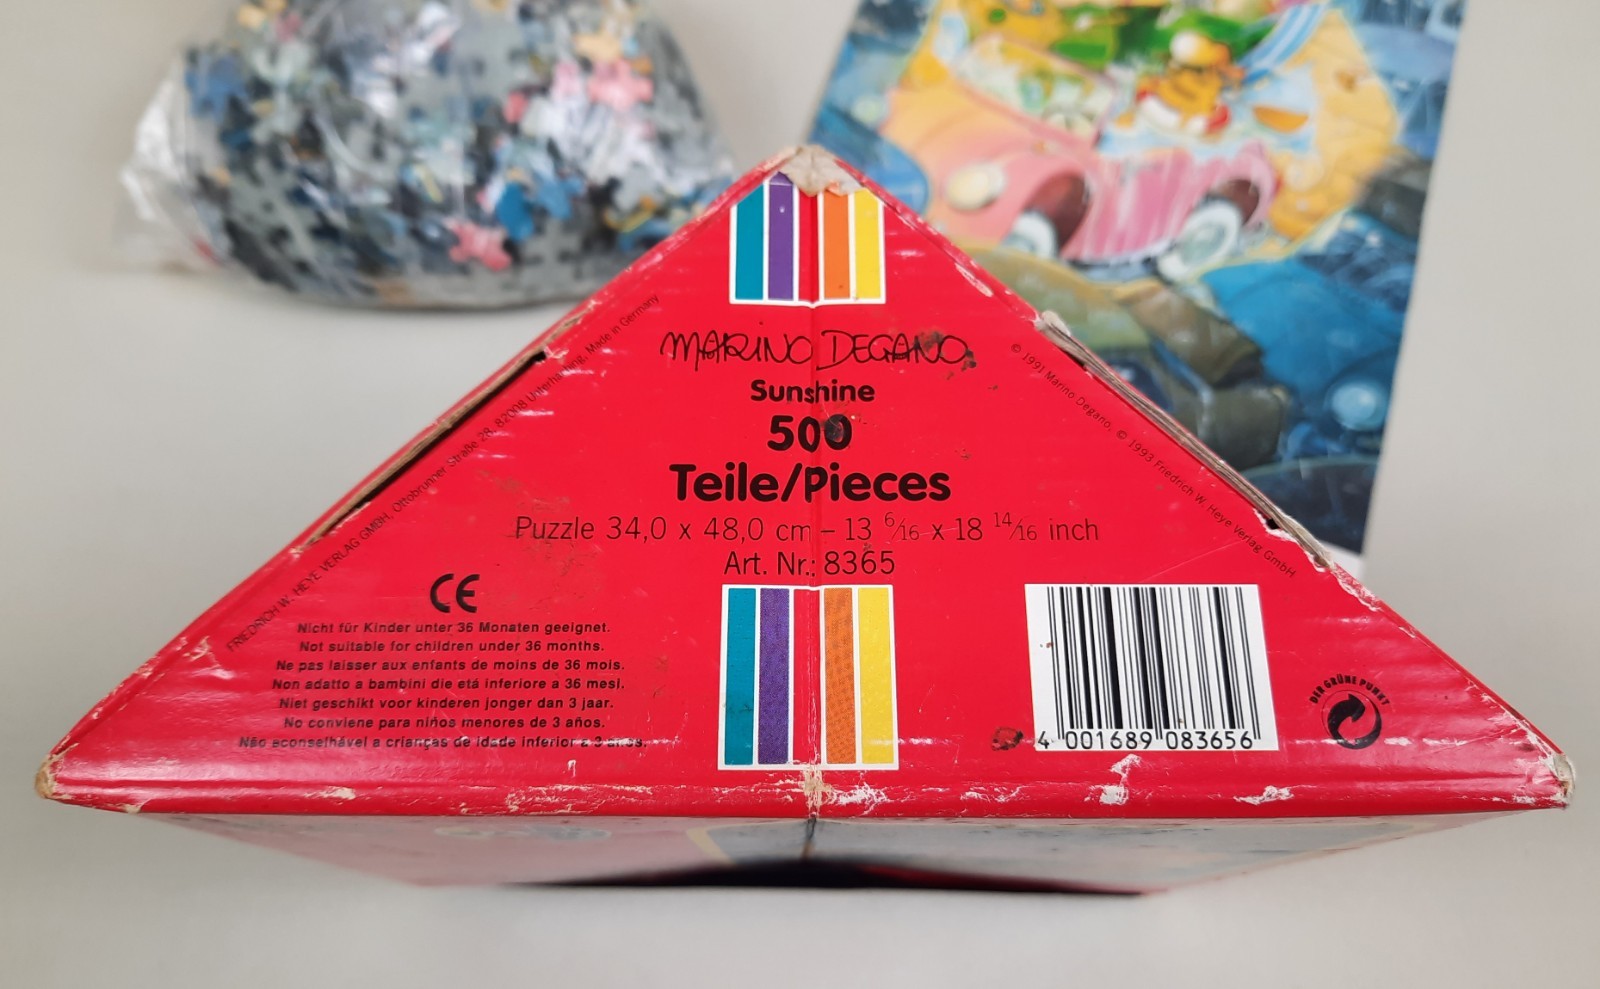 MARINO DEGANO
Sunshine
500
Teile/Pieces
Puzzle 34,0 x 48,0 cm – 13 6/16 x 18 14/16 inch
Art. Nr.: 8365
FRIEDRICH W. HEYE VERLAG GMBH, Ottobrunner Straße 28, 82008 Unterhaching, Made in Germany
© 1991 Marino Degano, © 1993 Friedrich W. Heye Verlag GmbH
CE
Nicht für Kinder unter 36 Monaten geeignet.
Not suitable for children under 36 months.
Ne pas laisser aux enfants de moins de 36 mois.
Non adatto a bambini die etá inferiore a 36 mesi.
Niet geschikt voor kinderen jonger dan 3 jaar.
No conviene para niños menores de 3 años.
Não aconselhável a crianças de idade inferior a 3 anos.
4 001689 083656
DER GRÜNE PUNKT